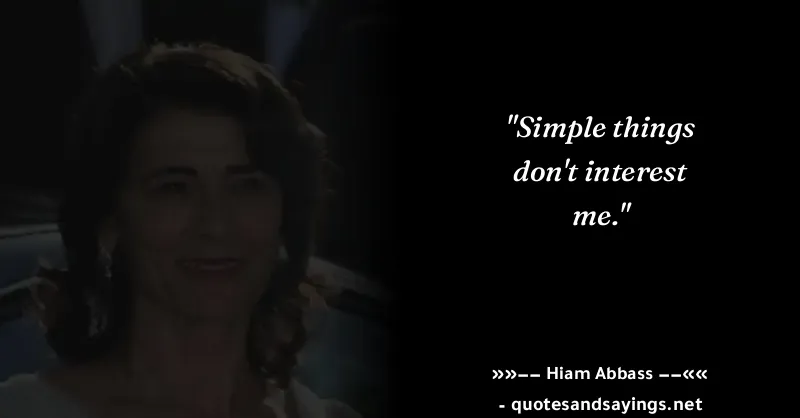 "Simple things
don't interest
me."
»»–– Hiam Abbass ––««
- quotesandsayings.net